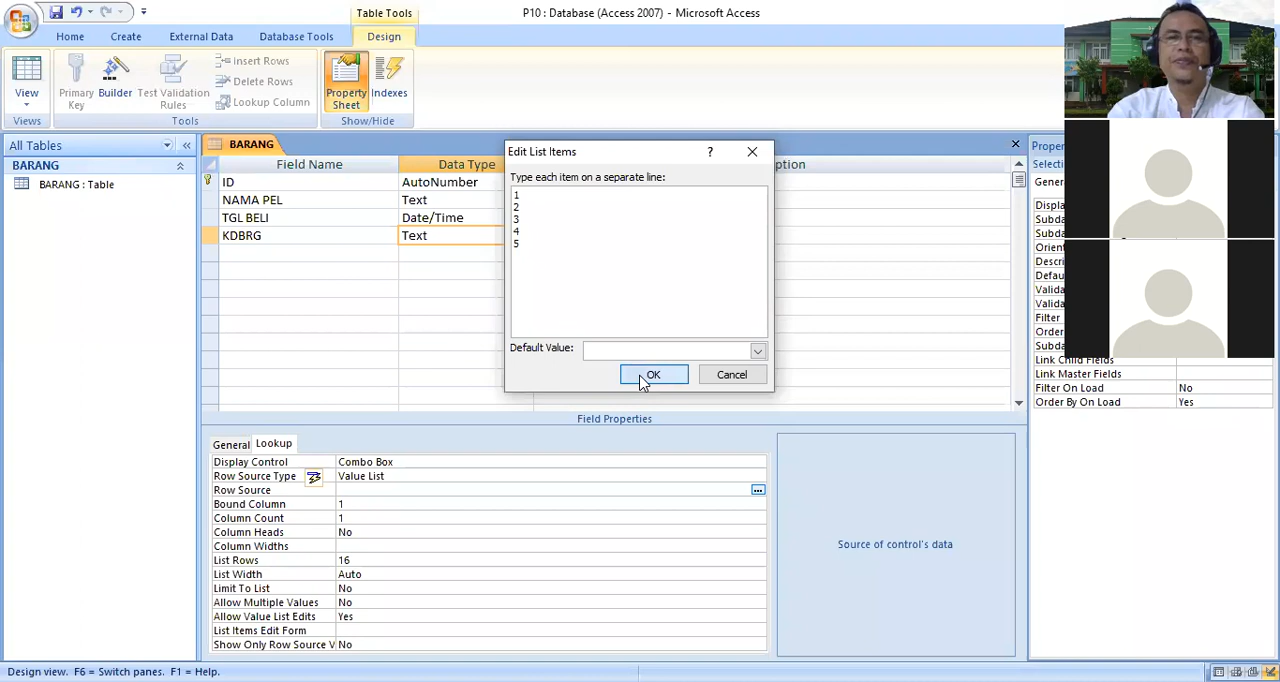 Table Tools
P10 : Database (Access 2007) - Microsoft Access
Home
Create
External Data
Database Tools
Design
View
Primary Key
Builder
Test Validation Rules
Insert Rows
Delete Rows
Lookup Column
Property Sheet
Indexes
Views
Tools
Show/Hide
All Tables
BARANG
BARANG : Table
BARANG
Field Name
Data Type
ption
ID
AutoNumber
NAMA PEL
Text
TGL BELI
Date/Time
KDBRG
Text
Edit List Items
Type each item on a separate line:
1
2
3
4
5
Default Value:
OK
Cancel
Proper
Selecti
Gener
Displa
Subda
Subda
Orient
Descri
Defau
Valida
Valida
Filter
Order
Subda
Link Child Fields
Link Master Fields
Filter On Load No
Order By On Load Yes
Field Properties
General
Lookup
Display Control Combo Box
Row Source Type Value List
Row Source
Bound Column 1
Column Count 1
Column Heads No
Column Widths
List Rows 16
List Width Auto
Limit To List No
Allow Multiple Values No
Allow Value List Edits Yes
List Items Edit Form
Show Only Row Source V No
Source of control's data
Design view. F6 = Switch panes. F1 = Help.